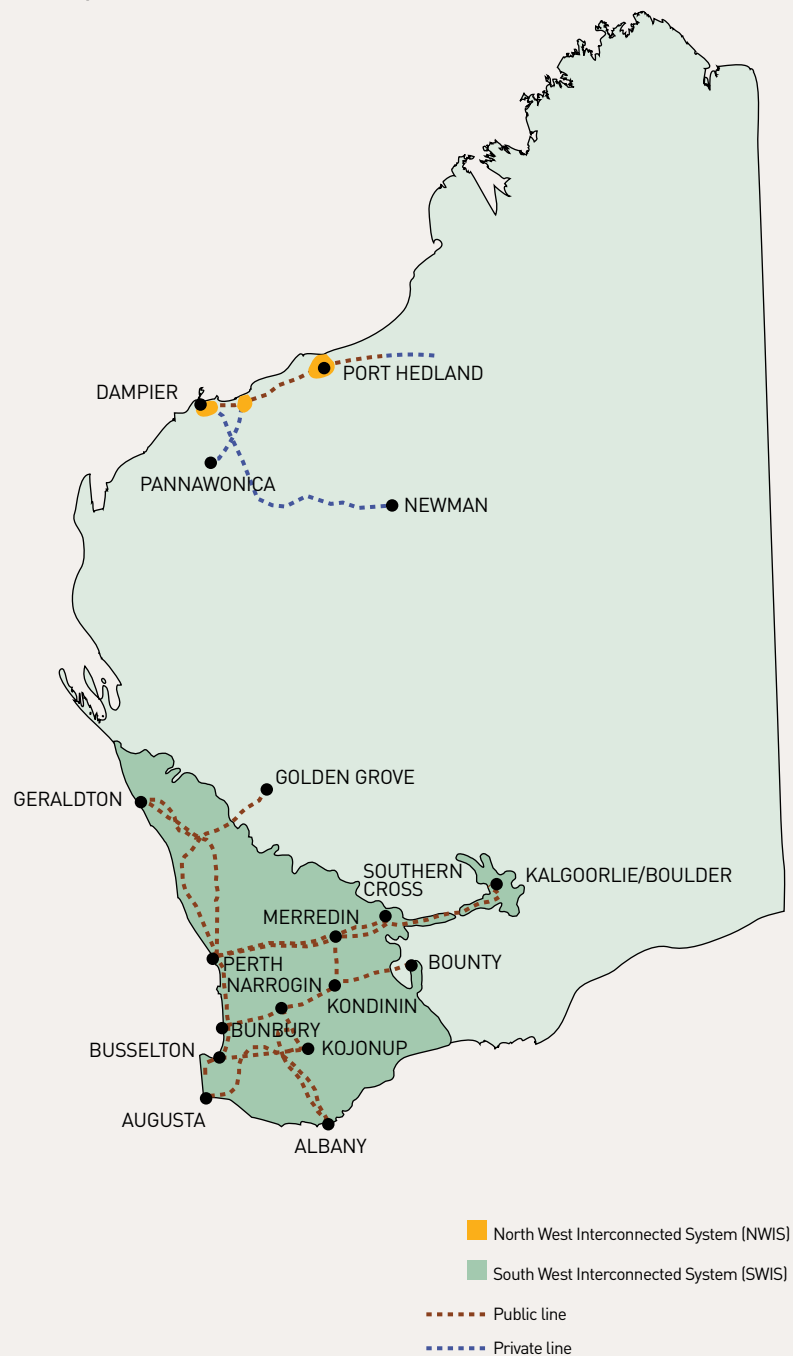 PORT HEDLAND
DAMPIER
PANNAWONICA
NEWMAN
GOLDEN GROVE
GERALDTON
SOUTHERN
CROSS
KALGOORLIE/BOULDER
MERREDIN
PERTH
BOUNTY
NARROGIN
KONDININ
BUNBURY
BUSSELTON
KOJONUP
AUGUSTA
ALBANY
North West Interconnected System (NWIS)
South West Interconnected System (SWIS)
Public line
Private line